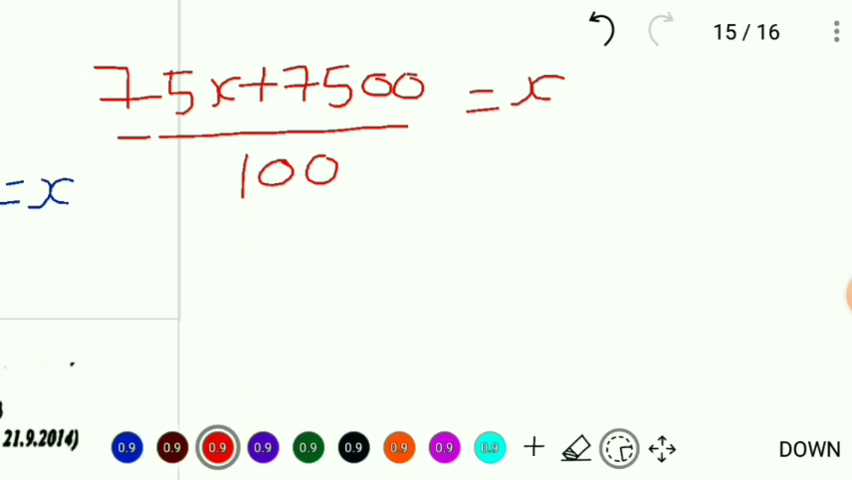 15 / 16
75x+7500 = x
100
=x
21.9.2014)
0.9 0.9 0.9 0.9 0.9 0.9 0.9 0.9 0.9
DOWN